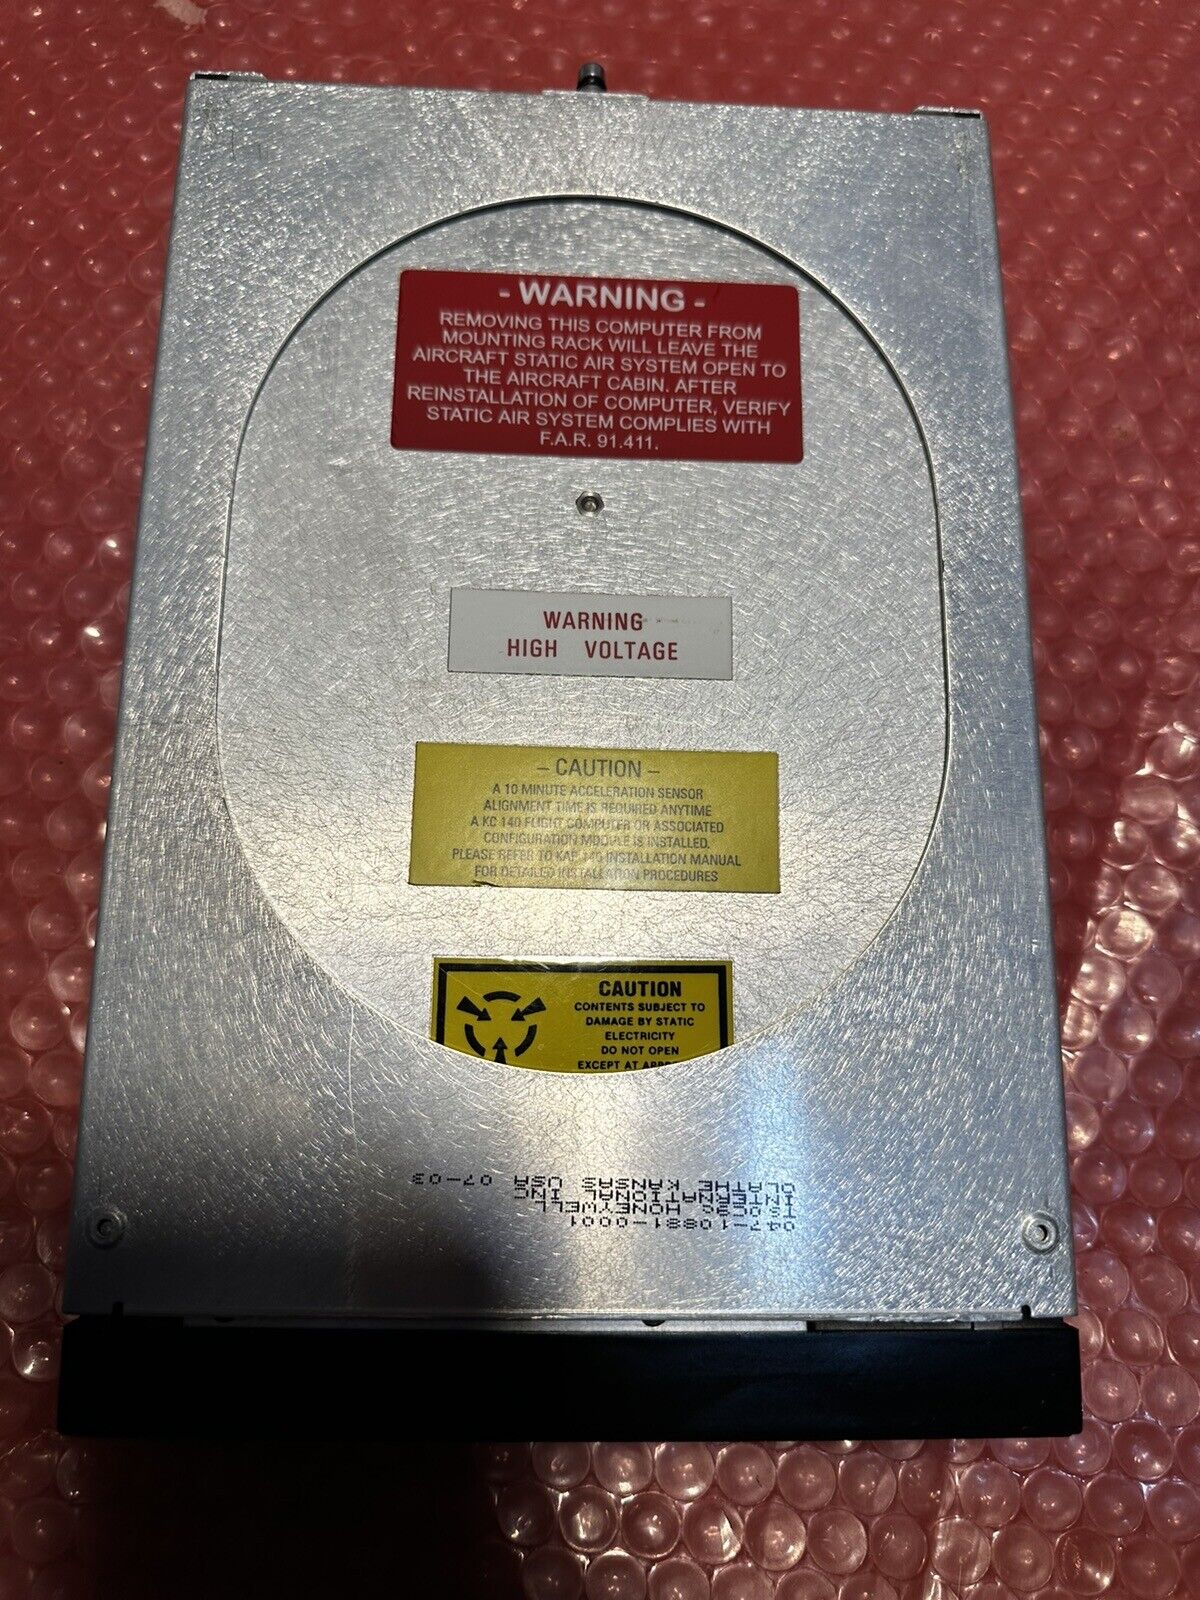 - WARNING -
REMOVING THIS COMPUTER FROM
MOUNTING RACK WILL LEAVE THE
AIRCRAFT STATIC AIR SYSTEM OPEN TO
THE AIRCRAFT CABIN. AFTER
REINSTALLATION OF COMPUTER, VERIFY
STATIC AIR SYSTEM COMPLIES WITH
F.A.R. 91.411.
WARNING
HIGH VOLTAGE
- CAUTION -
A 10 MINUTE ACCELERATION SENSOR
ALIGNMENT TIME IS REQUIRED ANYTIME
A KC 140 FLIGHT COMPUTER OR ASSOCIATED
CONFIGURATION MODULE IS INSTALLED.
PLEASE REFER TO KAP 140 INSTALLATION MANUAL
FOR DETAILED INSTALLATION PROCEDURES
CAUTION
CONTENTS SUBJECT TO
DAMAGE BY STATIC
ELECTRICITY
DO NOT OPEN
EXCEPT AT
047-10881-0001
HONEYWELL
INTERNATIONAL INC
OLATHE KANSAS USA 07-03